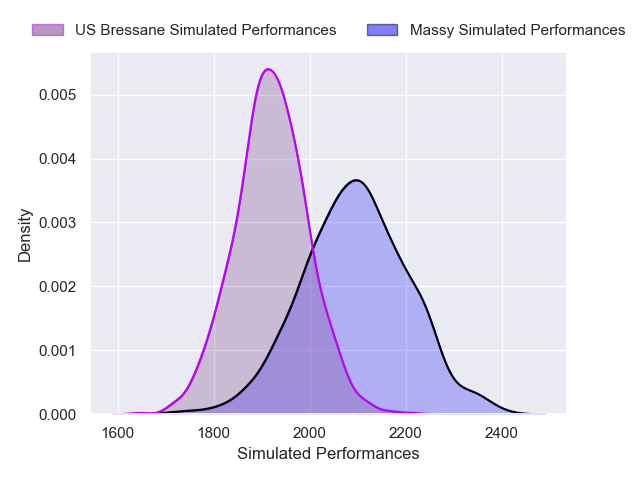 US Bressane Simulated Performances Massy Simulated Performances
0.005
0.004
0.003
0.002
0.001
0.000
Density
1600 1800 2000 2200 2400
Simulated Performances